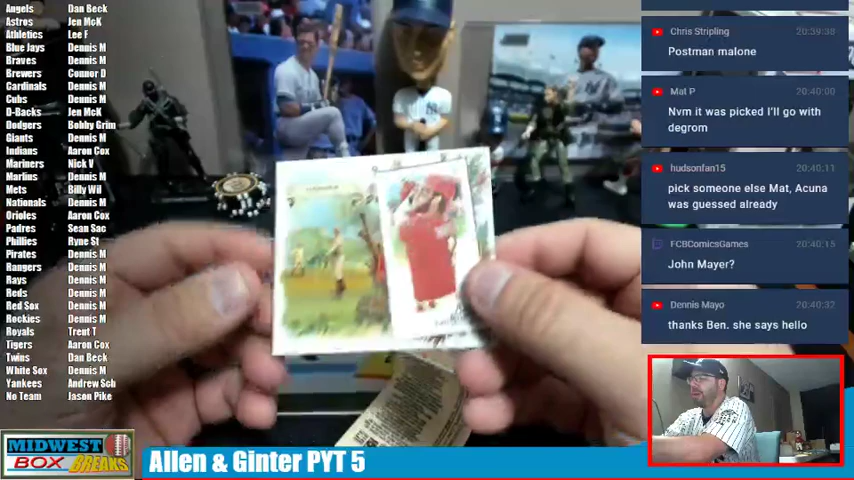 Angels Dan Beck
Astros Jen McK
Athletics Lee F
Blue Jays Dennis M
Braves Dennis M
Brewers Connor D
Cardinals Dennis M
Cubs Dennis M
D-Backs Jen McK
Dodgers Bobby Grim
Giants Dennis M
Indians Aaron Cox
Mariners Nick V
Marlins Dennis M
Mets Billy Wil
Nationals Dennis M
Orioles Aaron Cox
Padres Sean Sac
Phillies Ryne St
Pirates Dennis M
Rangers Dennis M
Rays Dennis M
Reds Dennis M
Red Sox Dennis M
Rockies Dennis M
Royals Trent T
Tigers Aaron Cox
Twins Dan Beck
White Sox Dennis M
Yankees Andrew Sch
No Team Jason Pike
Chris Stripling 20:39:38
Postman malone
Mat P 20:40:00
Nvm it was picked I'll go with
degrom
hudsonfan15 20:40:11
pick someone else Mat, Acuna
was guessed already
FCBComicsGames 20:40:15
John Mayer?
Dennis Mayo 20:40:32
thanks Ben. she says hello
MIDWEST
BOX BREAKS
Allen & Ginter PYT 5